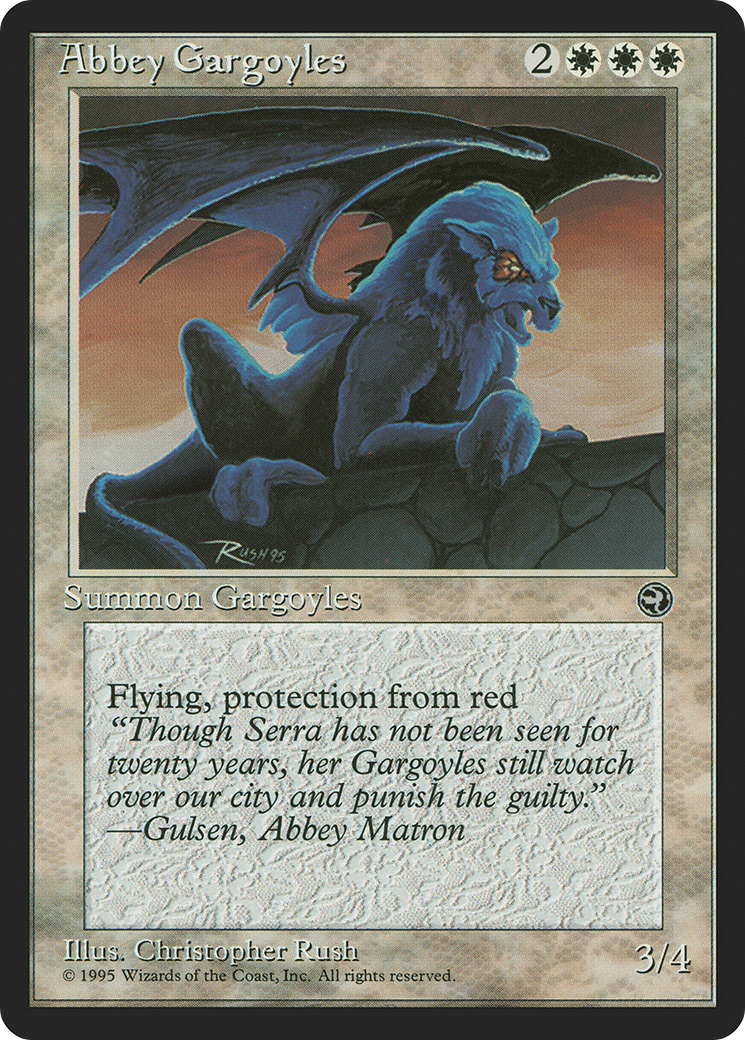 Abbey Gargoyles
2
RUSH 95
Summon Gargoyles
Flying, protection from red
“Though Serra has not been seen for
twenty years, her Gargoyles still watch
over our city and punish the guilty.”
—Gulsen, Abbey Matron
Illus. Christopher Rush
3/4
© 1995 Wizards of the Coast, Inc. All rights reserved.